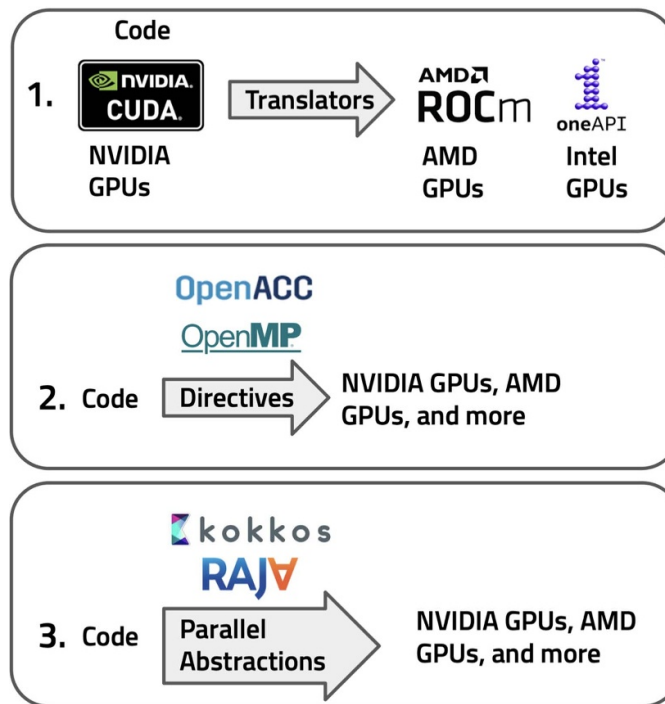 Code
1.
NVIDIA.
CUDA.
NVIDIA
GPUs
Translators
AMD
ROCm
AMD
GPUs
oneAPI
Intel
GPUs
OpenACC
OpenMP
2. Code
Directives
NVIDIA GPUs, AMD
GPUs, and more
kokkos
RAJA
3. Code
Parallel
Abstractions
NVIDIA GPUs, AMD
GPUs, and more